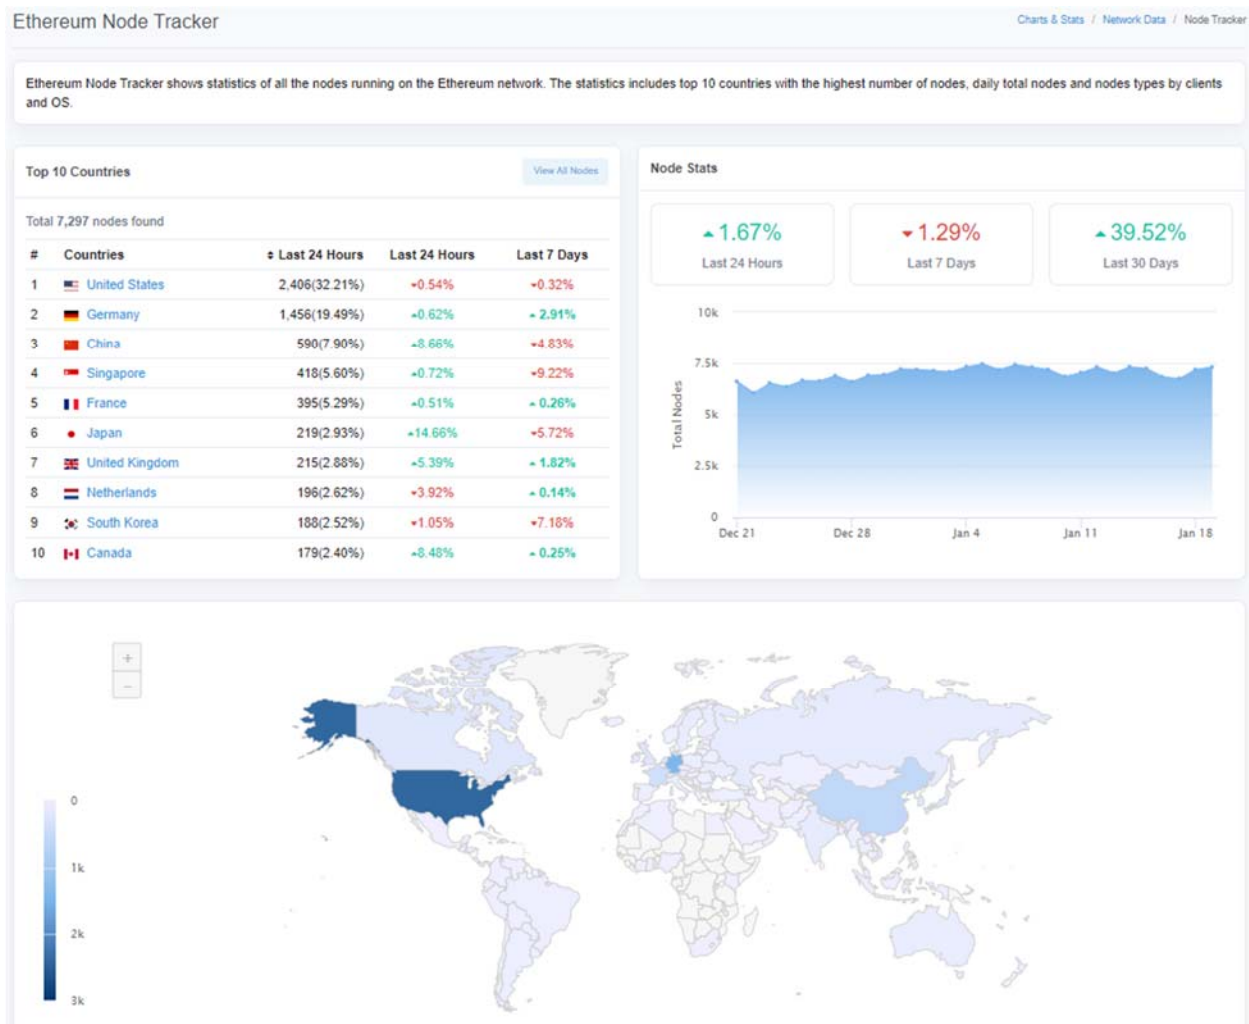 Ethereum Node Tracker
Charts & Stats / Network Data / Node Tracker
Ethereum Node Tracker shows statistics of all the nodes running on the Ethereum network. The statistics includes top 10 countries with the highest number of nodes, daily total nodes and nodes types by clients
and OS.
Top 10 Countries
View All Nodes
Total 7,297 nodes found
# Countries Last 24 Hours Last 24 Hours Last 7 Days
1 United States 2,406(32.21%) 0.54% 0.32%
2 Germany 1,456(19.49%) 0.62% 2.91%
3 China 590(7.90%) 8.66% 4.83%
4 Singapore 418(5.60%) 0.72% 9.22%
5 France 395(5.29%) 0.51% 0.26%
6 Japan 219(2.93%) 14.66% 5.72%
7 United Kingdom 215(2.88%) 5.39% 1.82%
8 Netherlands 196(2.62%) 3.92% 0.14%
9 South Korea 188(2.52%) 1.05% 7.18%
10 Canada 179(2.40%) 8.48% 0.25%
Node Stats
1.67% 1.29% 39.52%
Last 24 Hours Last 7 Days Last 30 Days
10k
7.5k
5k
2.5k
0
Total Nodes
Dec 21 Dec 28 Jan 4 Jan 11 Jan 18
+
−
0
1k
2k
3k